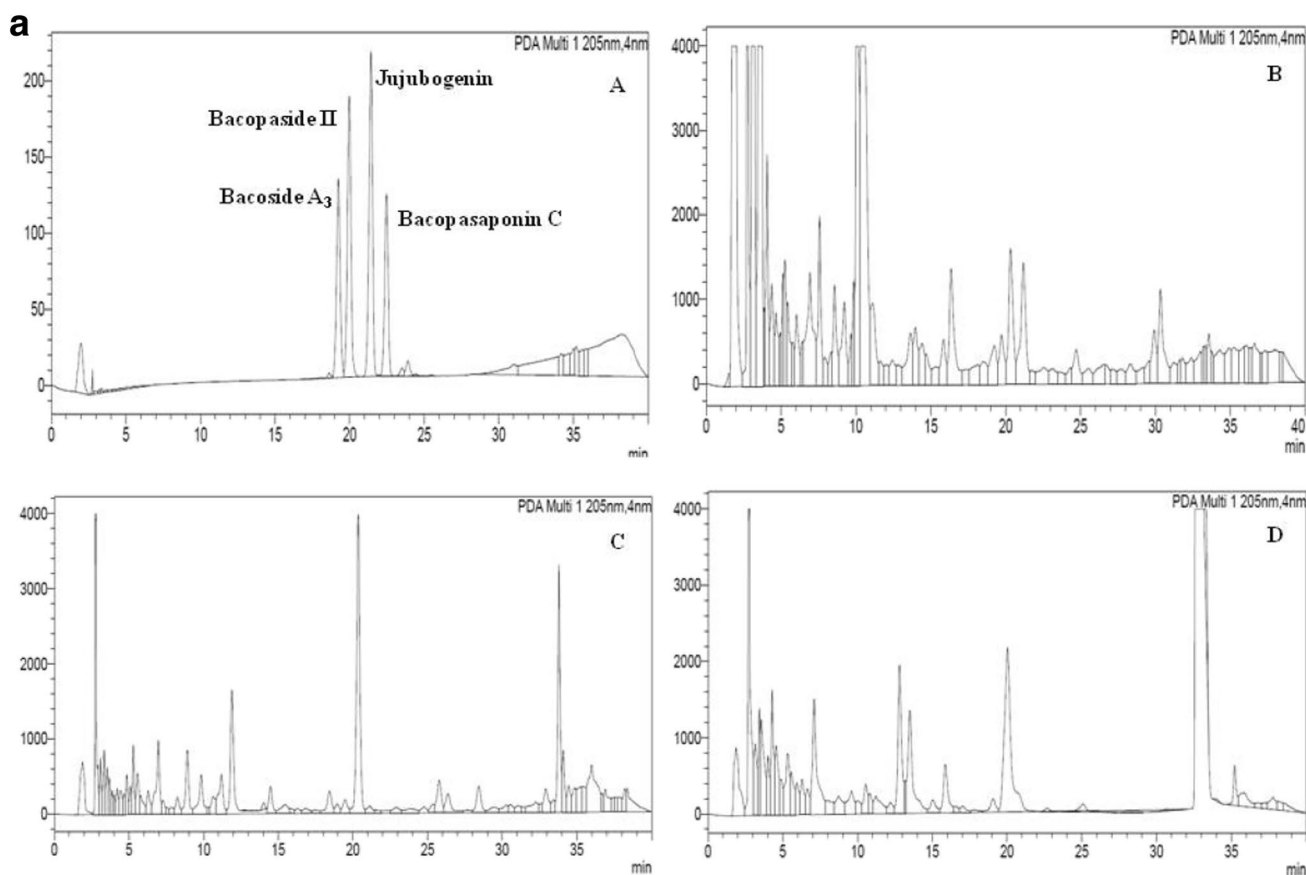 a
PDA Multi 1 205nm,4nm
A
Jujubogenin
Bacopaside II
Bacoside A3
Bacopasaponin C
200
150
100
50
0
0 5 10 15 20 25 30 35
min
PDA Multi 1 205nm,4nm
B
4000
3000
2000
1000
0
0 5 10 15 20 25 30 35 40
min
PDA Multi 1 205nm,4nm
C
4000
3000
2000
1000
0
0 5 10 15 20 25 30 35
min
PDA Multi 1 205nm,4nm
D
4000
3000
2000
1000
0
0 5 10 15 20 25 30 35
min